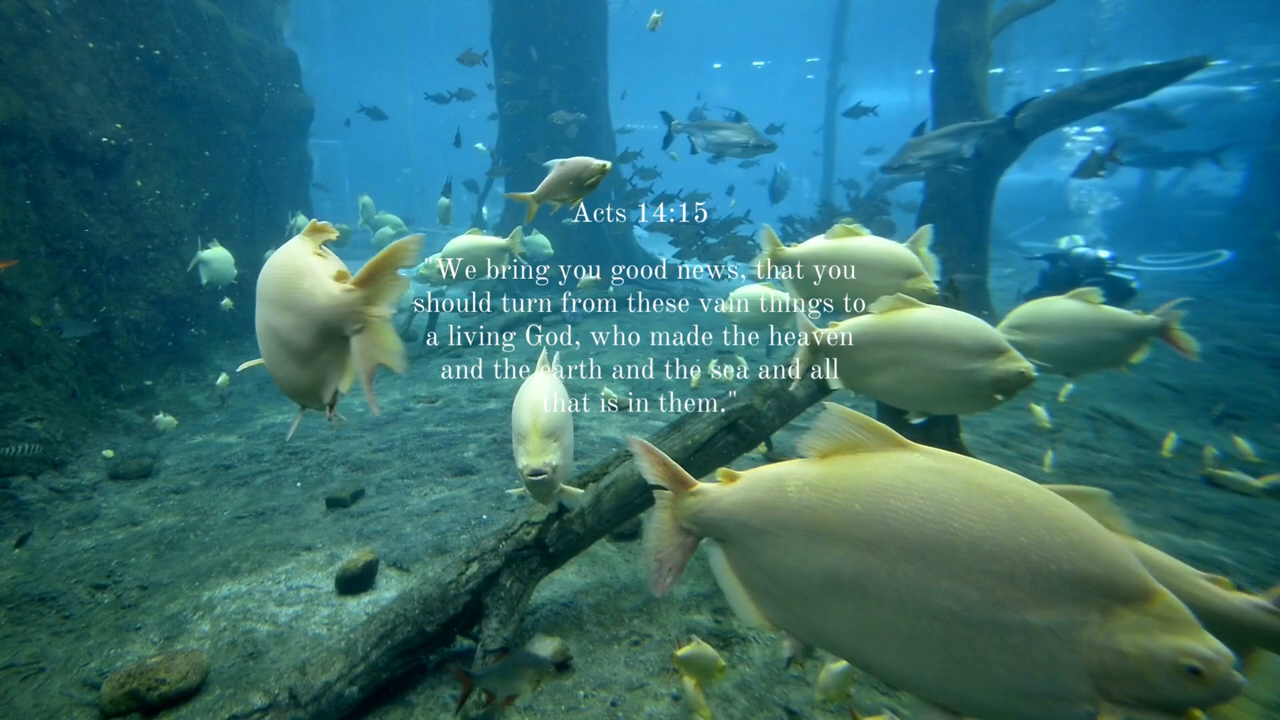 Acts 14:15
"We bring you good news, that you
should turn from these vain things to
a living God, who made the heaven
and the earth and the sea and all
that is in them."